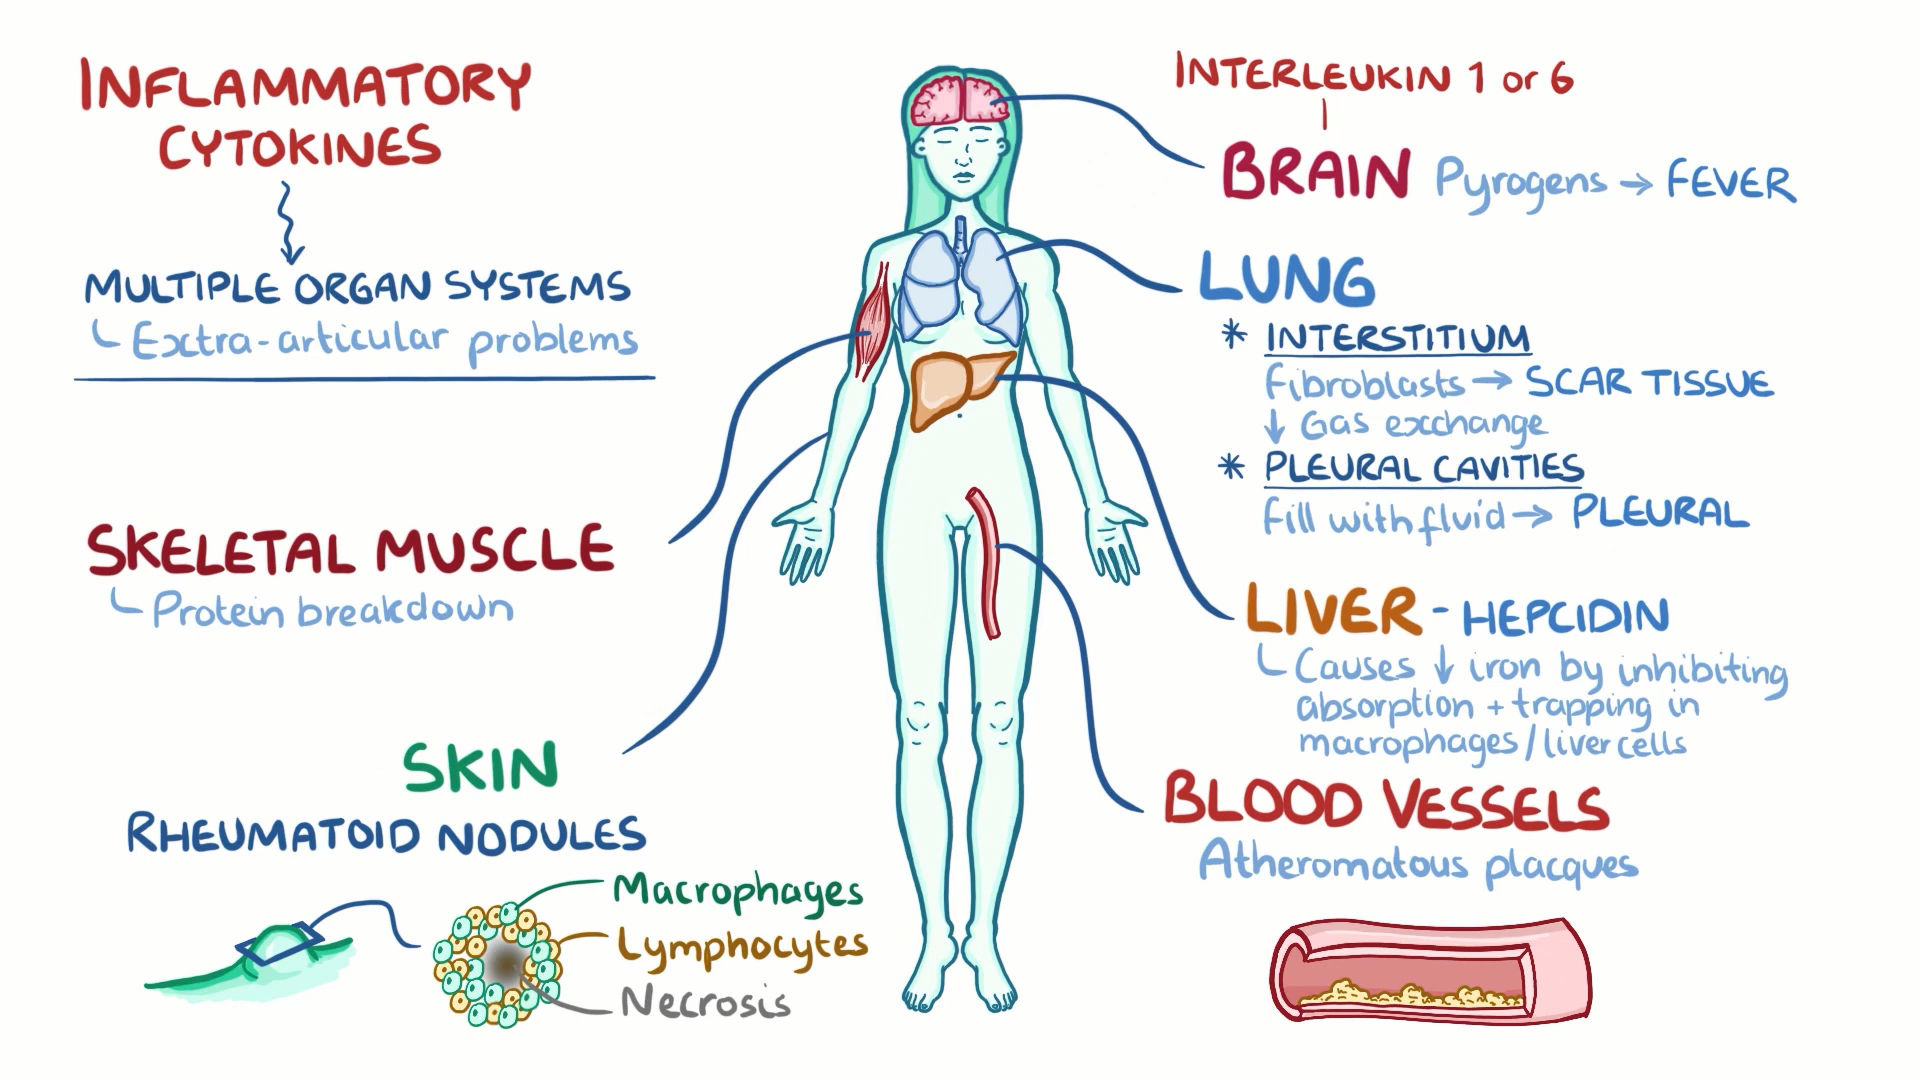 INFLAMMATORY
CYTOKINES
MULTIPLE ORGAN SYSTEMS
Extra-articular problems
SKELETAL MUSCLE
Protein breakdown
SKIN
RHEUMATOID NODULES
Macrophages
Lymphocytes
Necrosis
INTERLEUKIN 1 or 6
BRAIN Pyrogens → FEVER
LUNG
* INTERSTITIUM
Fibroblasts → SCAR TISSUE
↓ Gas exchange
* PLEURAL CAVITIES
Fill with fluid → PLEURAL
LIVER - HEPCIDIN
Causes ↓ iron by inhibiting
absorption + trapping in
macrophages/liver cells
BLOOD VESSELS
Atheromatous placques